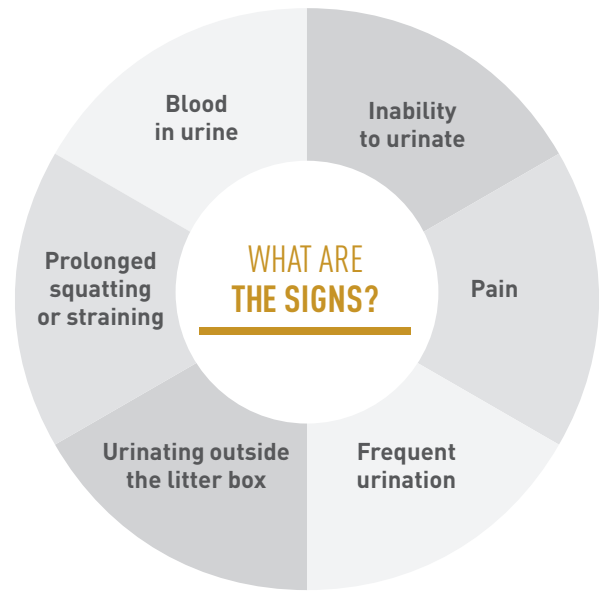 WHAT ARE
THE SIGNS?
Inability
to urinate
Pain
Frequent
urination
Urinating outside
the litter box
Prolonged
squatting
or straining
Blood
in urine